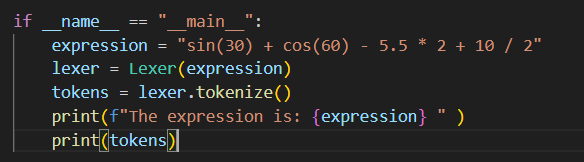 if __name__ == "__main__":
    expression = "sin(30) + cos(60) - 5.5 * 2 + 10 / 2"
    lexer = Lexer(expression)
    tokens = lexer.tokenize()
    print(f"The expression is: {expression} " )
    print(tokens)